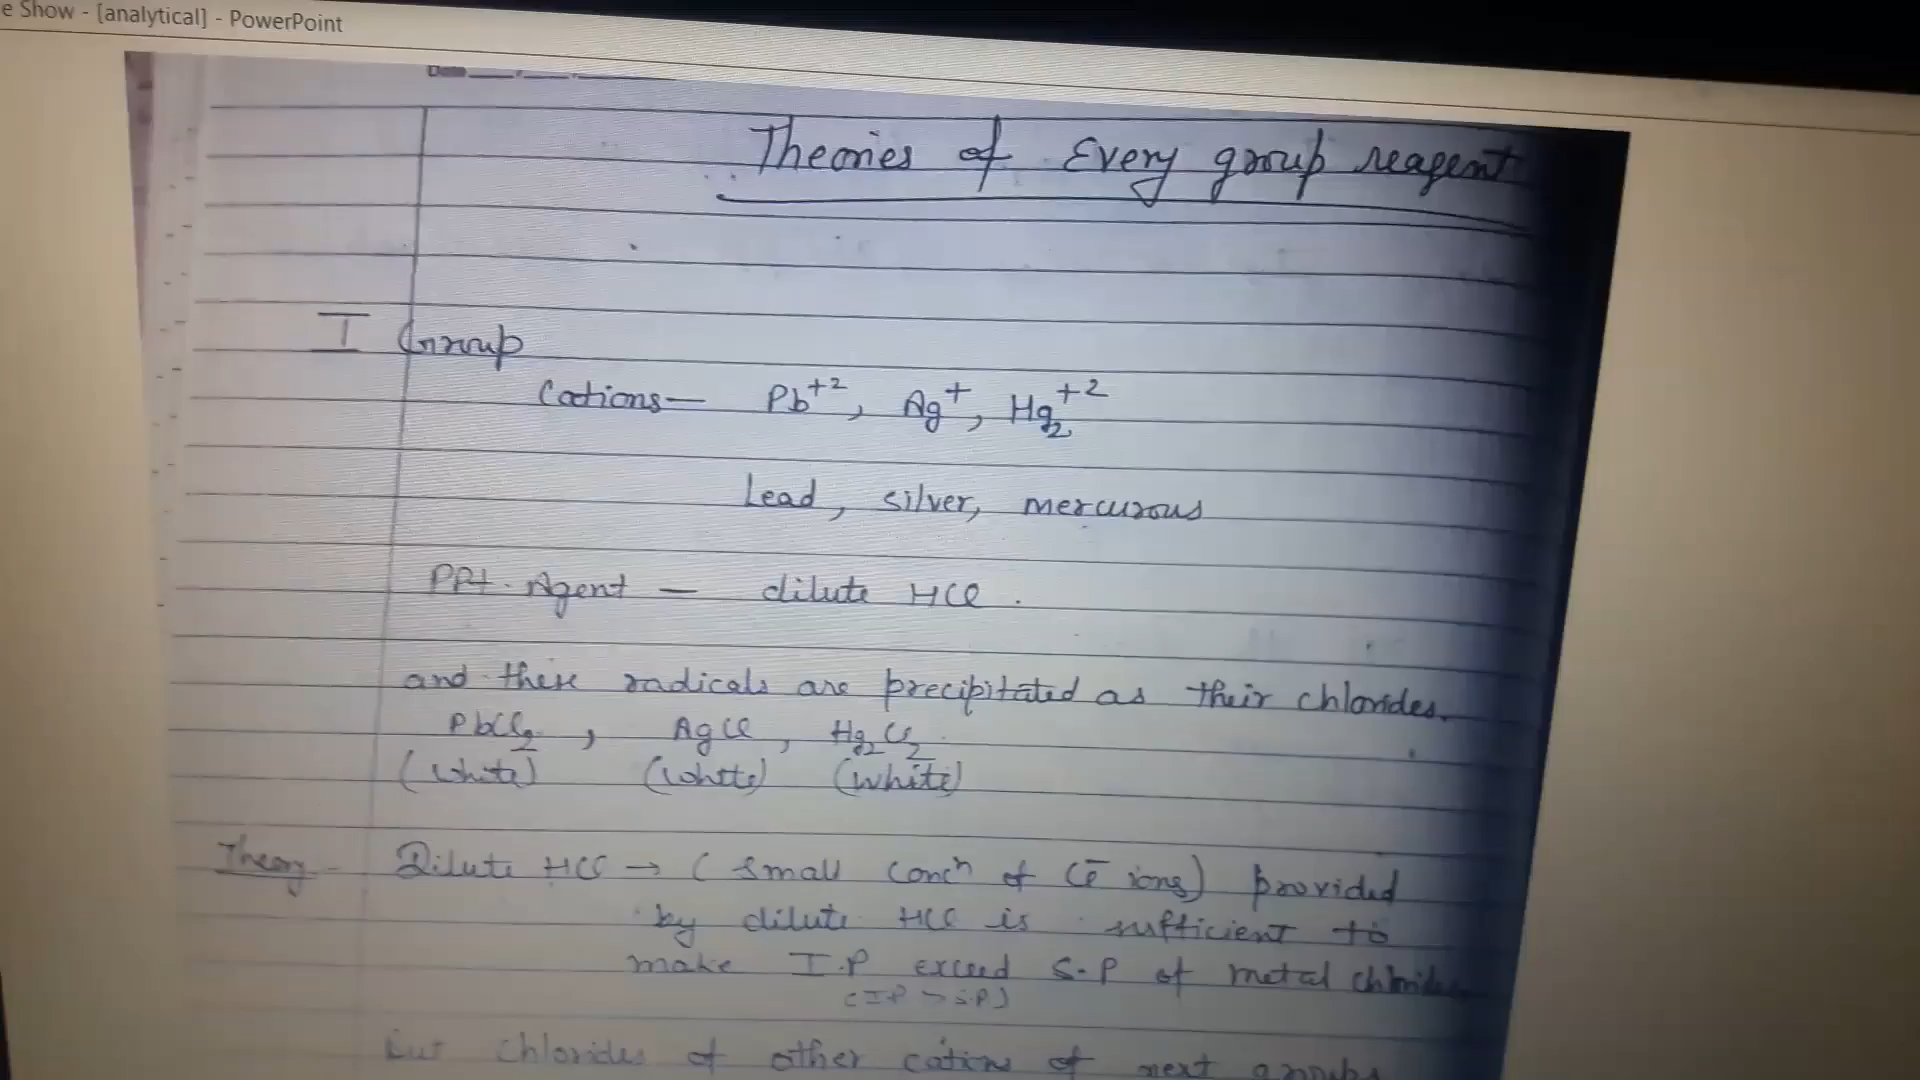 e Show - [analytical] - PowerPoint
Date
Theories of Every group reagent
I Group
Cations— Pb⁺², Ag⁺, Hg₂⁺²
Lead, silver, mercurous
PPt. Agent — dilute HCl.
and these radicals are precipitated as their chlorides.
PbCl₂, AgCl, Hg₂Cl₂
(white) (white) (white)
Theory - Dilute HCl → (small concⁿ of Cl⁻ ions) provided
by dilute HCl is sufficient to
make I.P exceed S.P of metal chlorides
(I.P > S.P)
but chlorides of other cations of next groups